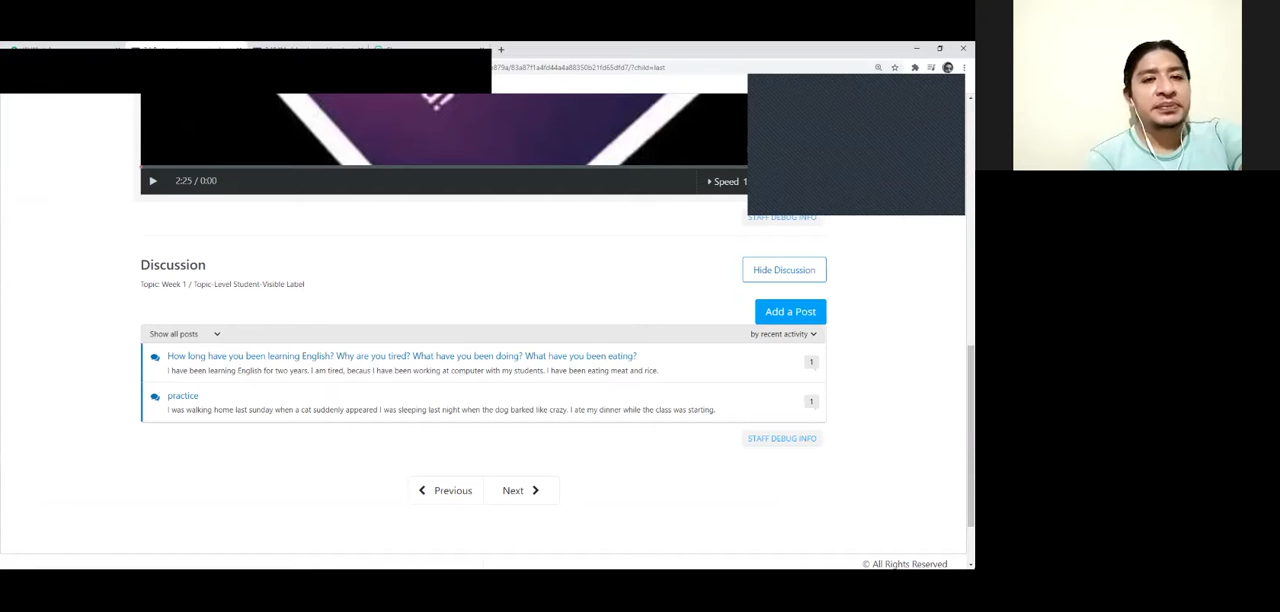 e879a/83a87f1a4fd44a4a88350b21fd65dfd7/?child=last
2:25 / 0:00
Speed 1
STAFF DEBUG INFO
Discussion
Hide Discussion
Topic: Week 1 / Topic-Level Student-Visible Label
Add a Post
Show all posts
by recent activity
How long have you been learning English? Why are you tired? What have you been doing? What have you been eating?
1
I have been learning English for two years. I am tired, becaus I have been working at computer with my students. I have been eating meat and rice.
practice
1
I was walking home last sunday when a cat suddenly appeared I was sleeping last night when the dog barked like crazy. I ate my dinner while the class was starting.
STAFF DEBUG INFO
Previous
Next
© All Rights Reserved